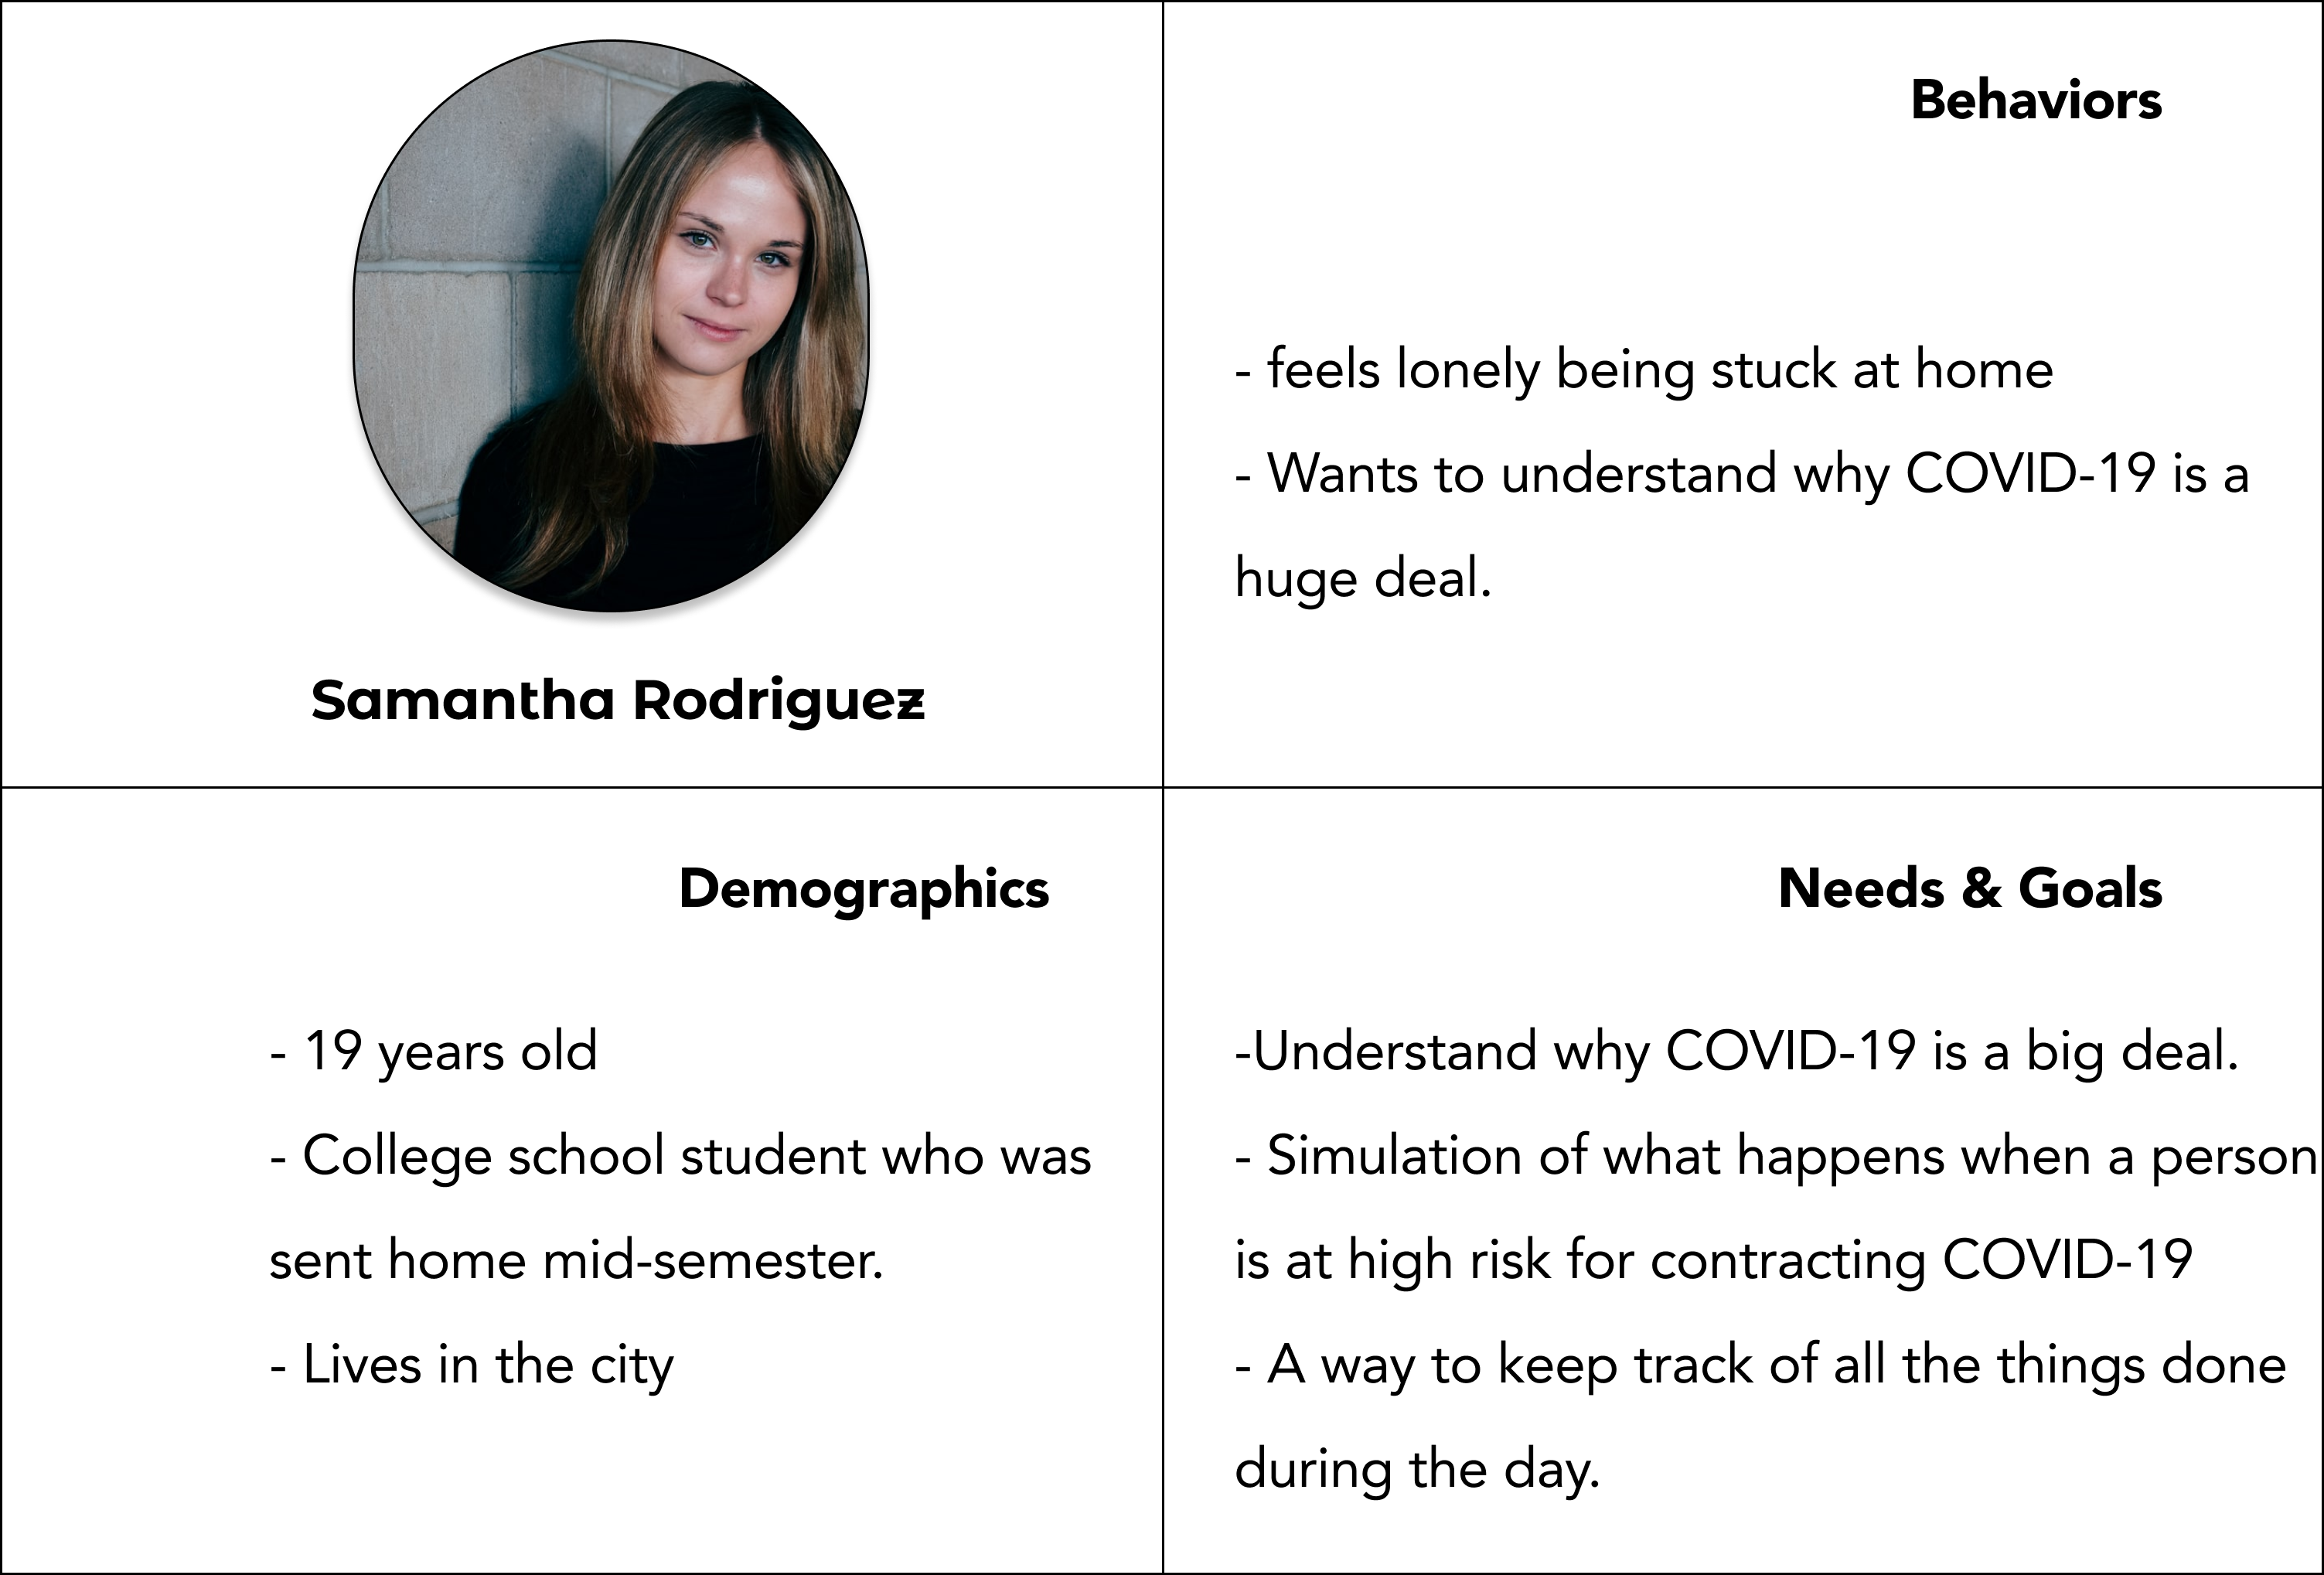 Samantha Rodriguez
Behaviors
- feels lonely being stuck at home
- Wants to understand why COVID-19 is a
huge deal.
Demographics
- 19 years old
- College school student who was
sent home mid-semester.
- Lives in the city
Needs & Goals
-Understand why COVID-19 is a big deal.
- Simulation of what happens when a person
is at high risk for contracting COVID-19
- A way to keep track of all the things done
during the day.